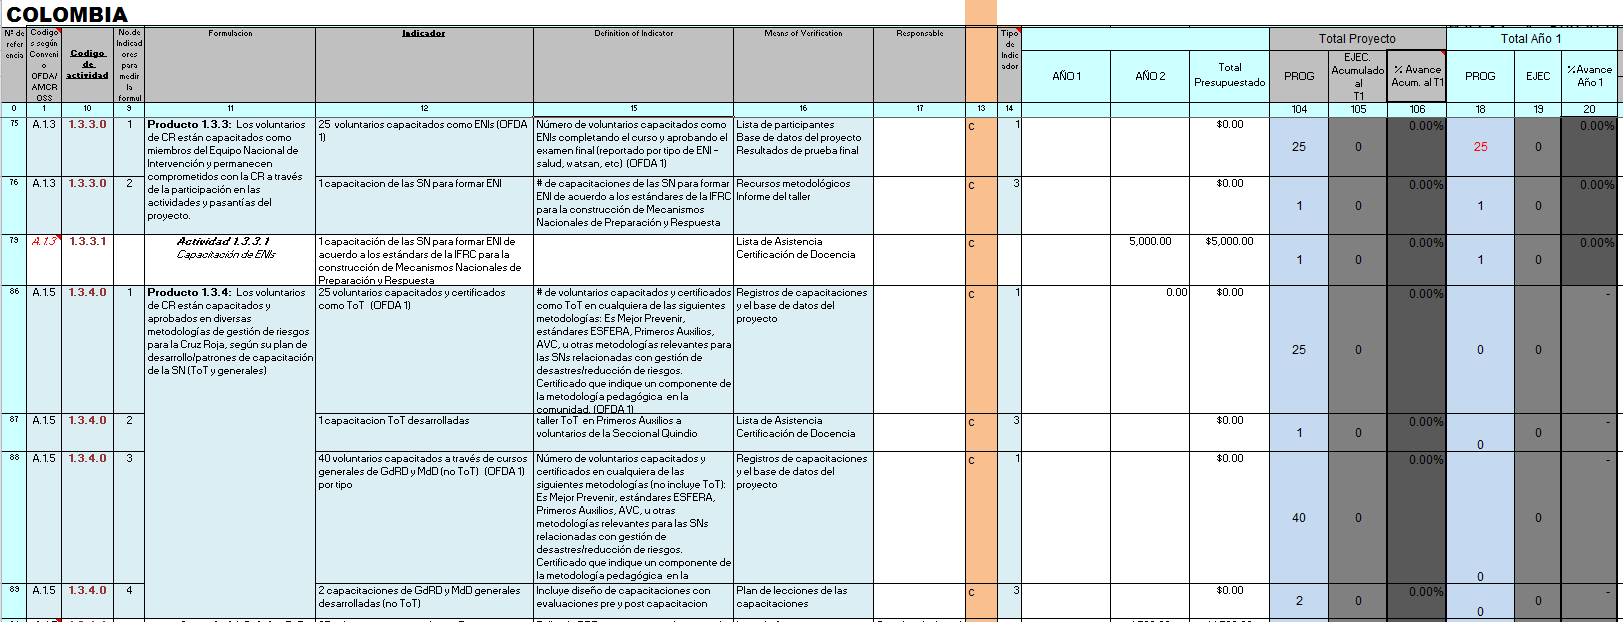 COLOMBIA
Nº de referencia
Codigos según Convenio OFDA/AMCROSS
Codigo de actividad
No.de Indicadores para medir la formul
Formulacion
Indicador
Definition of Indicator
Means of Verification
Responsable
Tipo de Indicador
AÑO 1
AÑO 2
Total Presupuestado
Total Proyecto
PROG
EJEC. Acumulado al T1
% Avance Acum. al T1
Total Año 1
PROG
EJEC
%Avance Año 1
0 1 10 9 11 12 15 16 17 13 14 104 105 106 18 19 20
75
A.1.3
1.3.3.0
1
Producto 1.3.3: Los voluntarios
de CR están capacitados como
miembros del Equipo Nacional de
Intervención y permanecen
comprometidos con la CR a través
de la participación en las
actividades y pasantías del
proyecto.
25 voluntarios capacitados como ENIs (OFDA
1)
Número de voluntarios capacitados como
ENIs completando el curso y aprobando el
examen final (reportado por tipo de ENI –
salud, watsan, etc) (OFDA 1)
Lista de participantes
Base de datos del proyecto
Resultados de prueba final
c
1
$0.00
25
0
0.00%
25
0
0.00%
76
A.1.3
1.3.3.0
2
1 capacitacion de las SN para formar ENI
# de capacitaciones de las SN para formar
ENI de acuerdo a los estándares de la IFRC
para la construcción de Mecanismos
Nacionales de Preparación y Respuesta
Recursos metodológicos
Informe del taller
c
3
$0.00
1
0
0.00%
1
0
0.00%
79
A.1.3
1.3.3.1
Actividad 1.3.3.1
Capacitación de ENIs
1 capacitación de las SN para formar ENI de
acuerdo a los estándars de la IFRC para la
construcción de Mecanismos Nacionales de
Preparación y Respuesta
Lista de Asistencia
Certificación de Docencia
c
5,000.00
$5,000.00
1
0
0.00%
1
0
0.00%
86
A.1.5
1.3.4.0
1
Producto 1.3.4: Los voluntarios
de CR están capacitados y
aprobados en diversas
metodologías de gestión de riesgos
para la Cruz Roja, según su plan de
desarrollo/patrones de capacitación
de la SN (ToT y generales)
25 voluntarios capacitados y certificados
como ToT (OFDA 1)
# de voluntarios capacitados y certificados
como ToT en cualquiera de las siguientes
metodologías: Es Mejor Prevenir,
estándares ESFERA, Primeros Auxilios,
AVC, u otras metodologías relevantes para
las SNs relacionadas con gestión de
desastres/reducción de riesgos.
Certificado que indique un componente de
la metodología pedagógica en la
comunidad. (OFDA 1)
Registros de capacitaciones
y el base de datos del
proyecto
c
1
0.00
$0.00
25
0
0.00%
0
0
-
87
A.1.5
1.3.4.0
2
1 capacitacion ToT desarrolladas
taller ToT en Primeros Auxilios a
voluntarios de la Seccional Quindio
Lista de Asistencia
Certificación de Docencia
c
3
$0.00
1
0
0.00%
0
0
-
88
A.1.5
1.3.4.0
3
40 voluntarios capacitados a través de cursos
generales de GdRD y MdD (no ToT) (OFDA 1)
por tipo
Número de voluntarios capacitados y
certificados en cualquiera de las
siguientes metodologías (no incluye ToT):
Es Mejor Prevenir, estándares ESFERA,
Primeros Auxilios, AVC, u otras
metodologías relevantes para las SNs
relacionadas con gestión de
desastres/reducción de riesgos.
Certificado que indique un componente de
la metodología pedagógica en la
Registros de capacitaciones
y el base de datos del
proyecto
c
1
$0.00
40
0
0.00%
0
0
-
89
A.1.5
1.3.4.0
4
2 capacitaciones de GdRD y MdD generales
desarrolladas (no ToT)
Incluye diseño de capacitaciones con
evaluaciones pre y post capacitacion
Plan de lecciones de las
capacitaciones
c
3
$0.00
2
0
0.00%
0
0
-